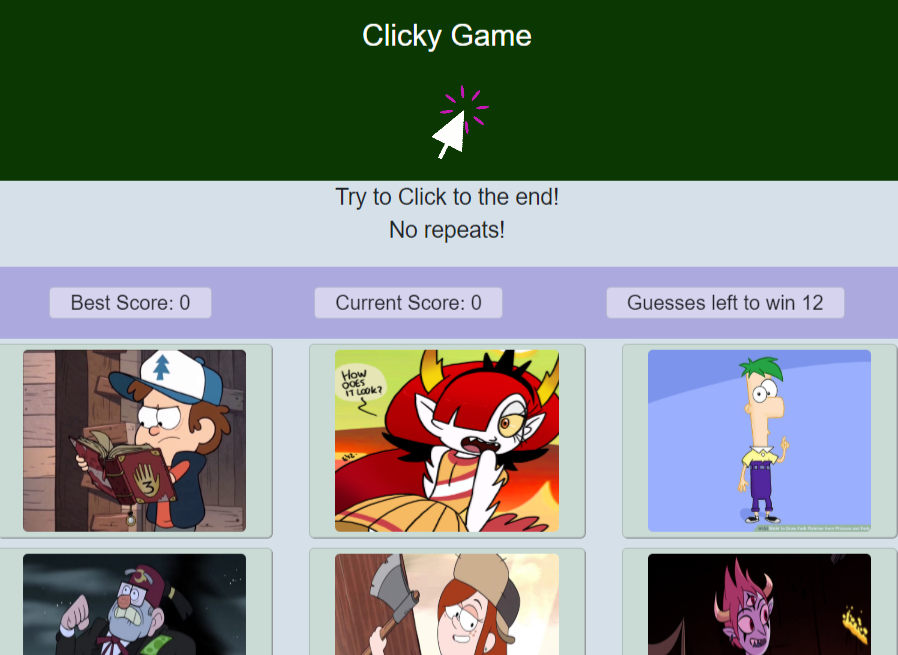 Clicky Game
Try to Click to the end!
No repeats!
Best Score: 0
Current Score: 0
Guesses left to win 12
HOW
DOES
IT LOOK?
3